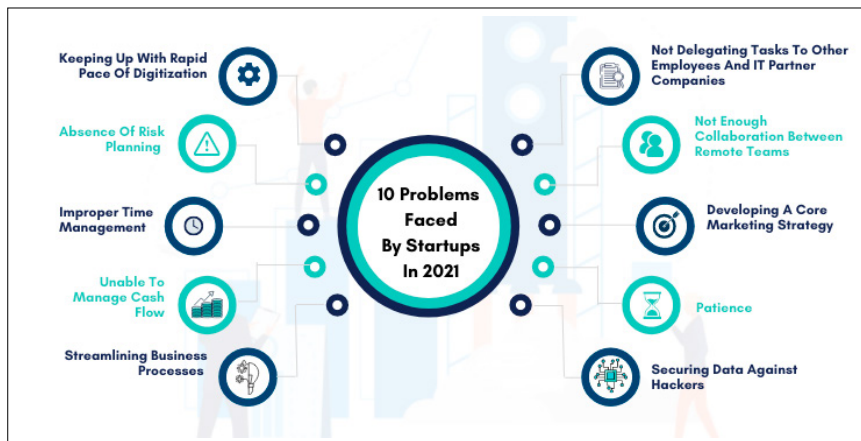 Keeping Up With Rapid
Pace Of Digitization
Absence Of Risk
Planning
Improper Time
Management
Unable To
Manage Cash
Flow
Streamlining Business
Processes
10 Problems
Faced
By Startups
In 2021
Not Delegating Tasks To Other
Employees And IT Partner
Companies
Not Enough
Collaboration Between
Remote Teams
Developing A Core
Marketing Strategy
Patience
Securing Data Against
Hackers